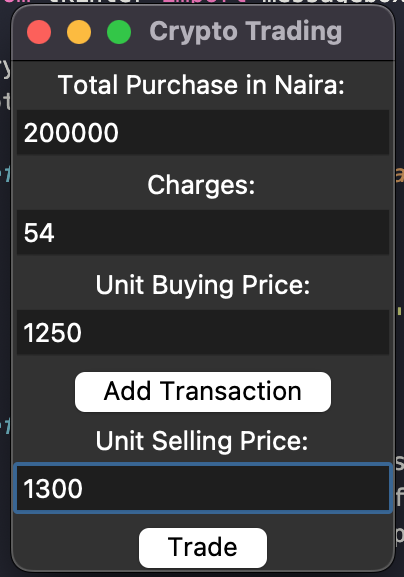 Crypto Trading
Total Purchase in Naira:
200000
Charges:
54
Unit Buying Price:
1250
Add Transaction
Unit Selling Price:
1300
Trade